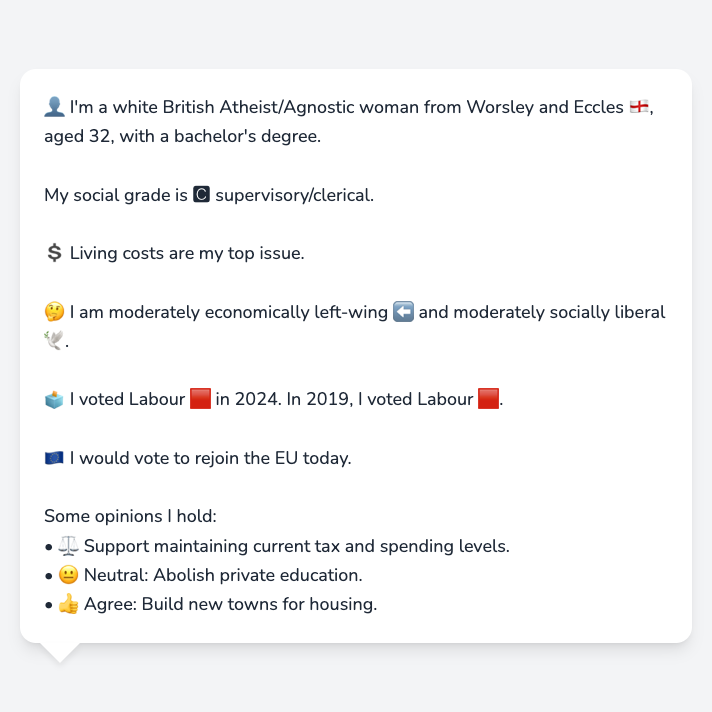 👤 I'm a white British Atheist/Agnostic woman from Worsley and Eccles 🏴󠁧󠁢󠁥󠁮󠁧󠁿,
aged 32, with a bachelor's degree.
My social grade is 🅲 supervisory/clerical.
💲 Living costs are my top issue.
🤔 I am moderately economically left-wing ⬅️ and moderately socially liberal
🕊️.
🗳️ I voted Labour 🟥 in 2024. In 2019, I voted Labour 🟥.
🇪🇺 I would vote to rejoin the EU today.
Some opinions I hold:
• ⚖️ Support maintaining current tax and spending levels.
• 😐 Neutral: Abolish private education.
• 👍 Agree: Build new towns for housing.